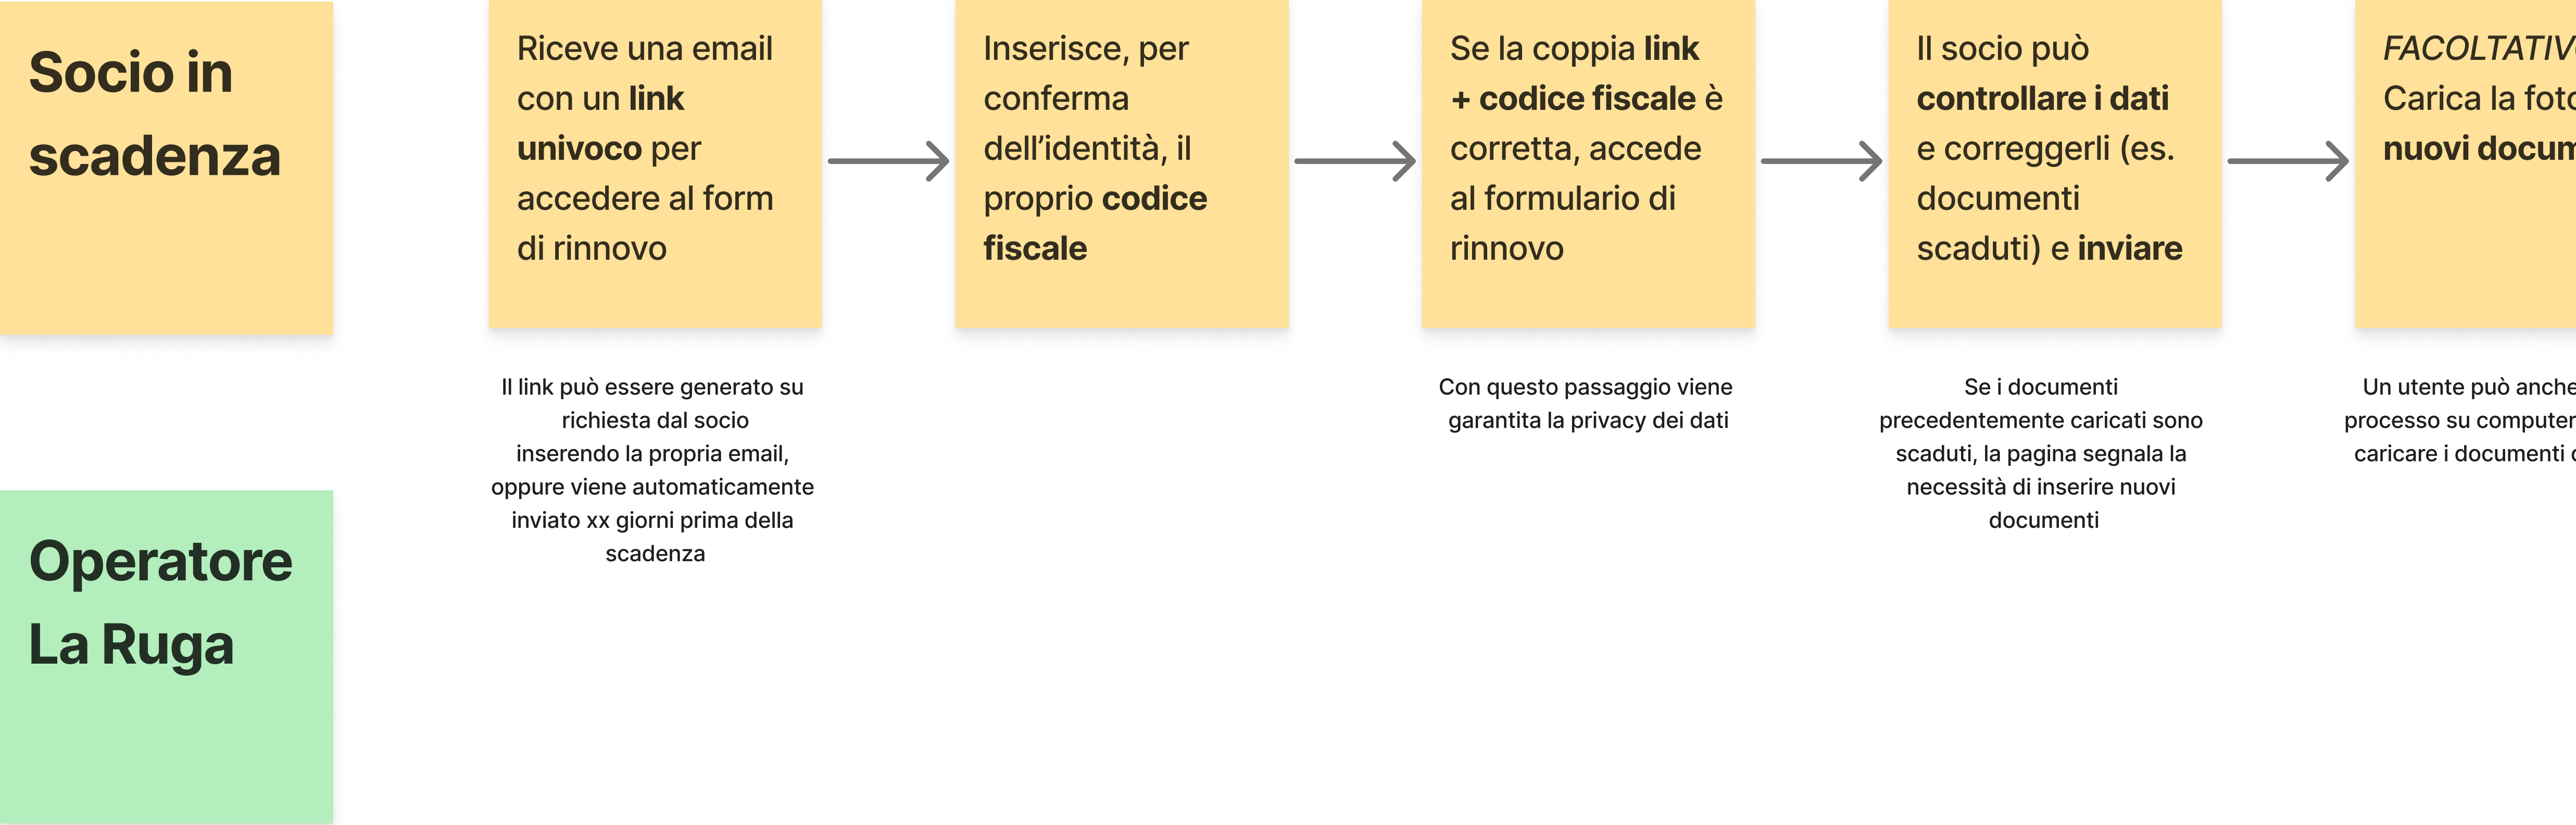 Socio in
scadenza
Riceve una email
con un link
univoco per
accedere al form
di rinnovo
Il link può essere generato su
richiesta dal socio
inserendo la propria email,
oppure viene automaticamente
inviato xx giorni prima della
scadenza
Inserisce, per
conferma
dell’identità, il
proprio codice
fiscale
Se la coppia link
+ codice fiscale è
corretta, accede
al formulario di
rinnovo
Con questo passaggio viene
garantita la privacy dei dati
Il socio può
controllare i dati
e correggerli (es.
documenti
scaduti) e inviare
Se i documenti
precedentemente caricati sono
scaduti, la pagina segnala la
necessità di inserire nuovi
documenti
FACOLTATIV
Carica la foto
nuovi docum
Un utente può anche
processo su computer
caricare i documenti
Operatore
La Ruga